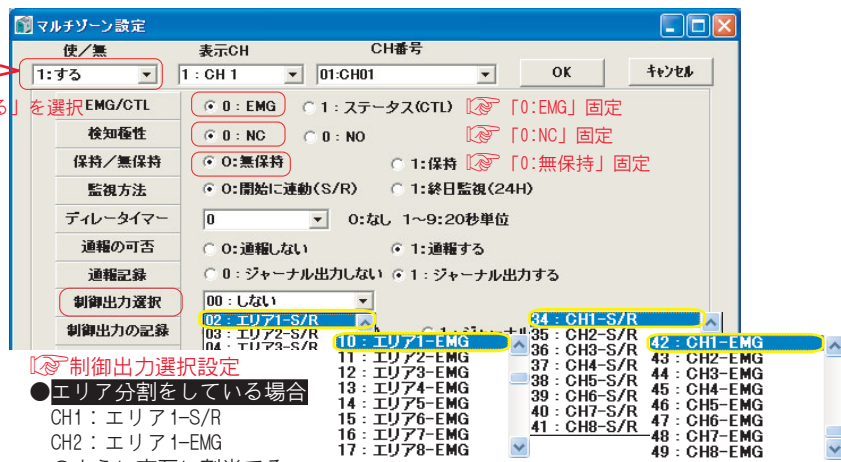 マルチゾーン設定
使/無 表示CH CH番号
1:する 1：CH 1 01:CH01 OK キャンセル
る」を選択
EMG/CTL 0：EMG 1：ステータス(CTL) ☞「0:EMG」固定
検知極性 0：NC 0：NO ☞「0:NC」固定
保持/無保持 0:無保持 1:保持 ☞「0:無保持」固定
監視方法 0:開始に連動(S/R) 1:終日監視(24H)
ディレータイマー 0 0:なし 1～9:20秒単位
通報の可否 0:通報しない 1:通報する
通報記録 0：ジャーナル出力しない 1：ジャーナル出力する
制御出力選択 00：しない
制御出力の記録
02：エリア1-S/R
03：エリア2-S/R
04：エリア3-S/R
10：エリア1-EMG
11：エリア2-EMG
12：エリア3-EMG
13：エリア4-EMG
14：エリア5-EMG
15：エリア6-EMG
16：エリア7-EMG
17：エリア8-EMG
34：CH1-S/R
35：CH2-S/R
36：CH3-S/R
37：CH4-S/R
38：CH5-S/R
39：CH6-S/R
40：CH7-S/R
41：CH8-S/R
42：CH1-EMG
43：CH2-EMG
44：CH3-EMG
45：CH4-EMG
46：CH5-EMG
47：CH6-EMG
48：CH7-EMG
49：CH8-EMG
☞制御出力選択設定
●エリア分割をしている場合
CH1：エリア1-S/R
CH2：エリア1-EMG